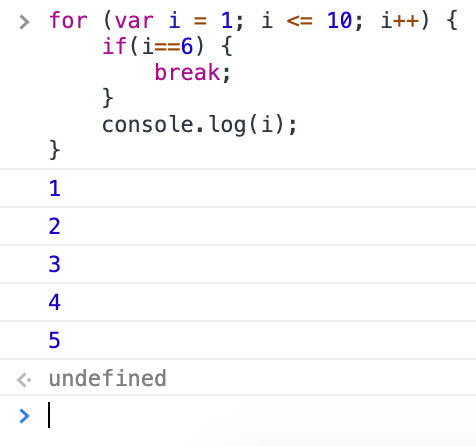 for (var i = 1; i <= 10; i++) {
    if(i==6) {
        break;
    }
    console.log(i);
}
1
2
3
4
5
undefined